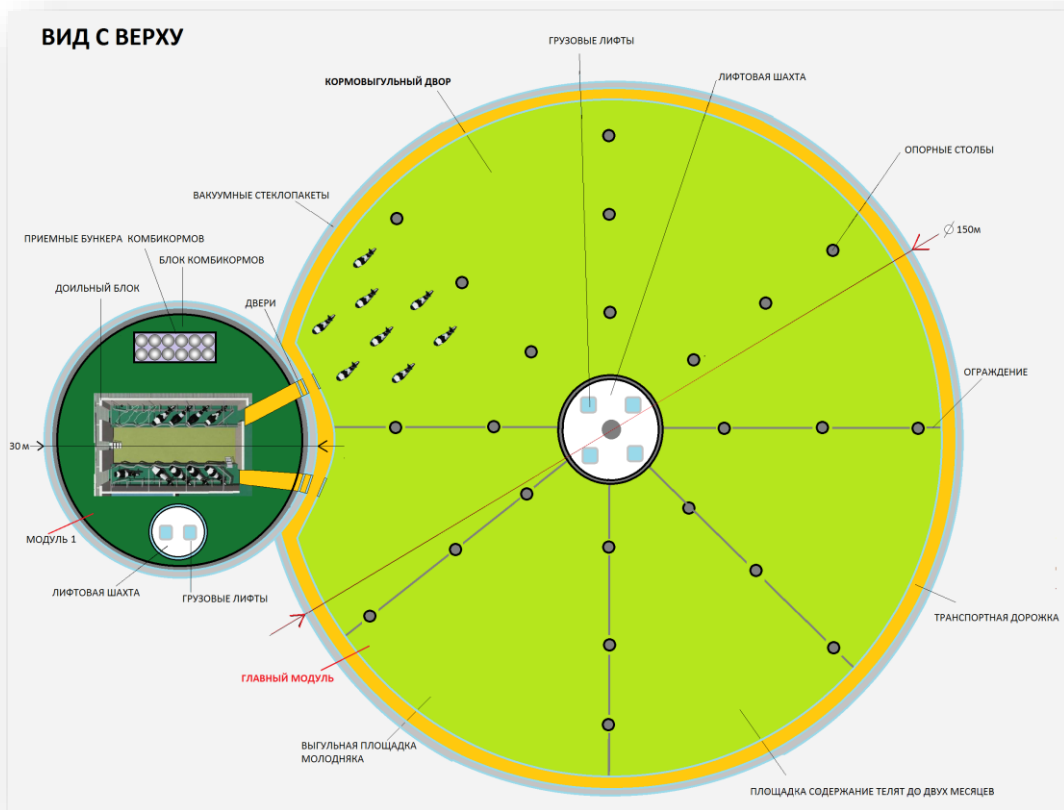 ВИД С ВЕРХУ
ГРУЗОВЫЕ ЛИФТЫ
ЛИФТОВАЯ ШАХТА
КОРМОВЫГУЛЬНЫЙ ДВОР
ОПОРНЫЕ СТОЛБЫ
ВАКУУМНЫЕ СТЕКЛОПАКЕТЫ
150м
ПРИЕМНЫЕ БУНКЕРА КОМБИКОРМОВ
БЛОК КОМБИКОРМОВ
ДОИЛЬНЫЙ БЛОК
ДВЕРИ
ОГРАЖДЕНИЕ
30 м
МОДУЛЬ 1
ЛИФТОВАЯ ШАХТА
ГРУЗОВЫЕ ЛИФТЫ
ТРАНСПОРТНАЯ ДОРОЖКА
ГЛАВНЫЙ МОДУЛЬ
ВЫГУЛЬНАЯ ПЛОЩАДКА
МОЛОДНЯКА
ПЛОЩАДКА СОДЕРЖАНИЕ ТЕЛЯТ ДО ДВУХ МЕСЯЦЕВ